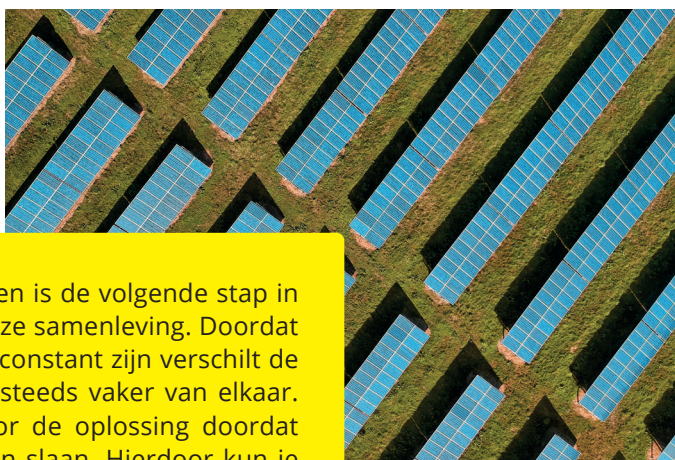 en is de volgende stap in
ze samenleving. Doordat
constant zijn verschilt de
steeds vaker van elkaar.
or de oplossing doordat
n slaan. Hierdoor kun je